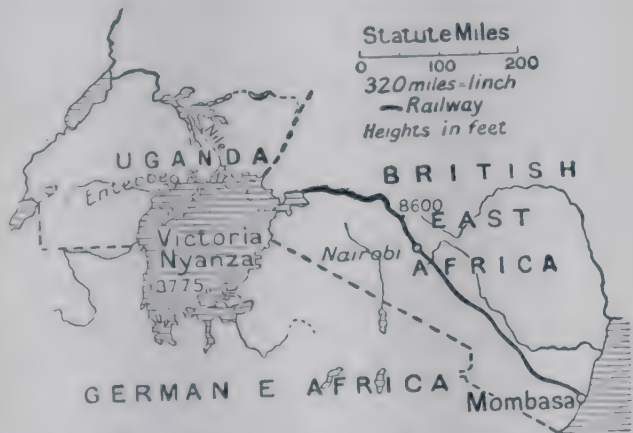 Statute Miles
0 100 200
320 miles=1inch
Railway
Heights in feet
UGANDA
BRITISH
Entebbe
8600
EAST
Victoria
Nyanza
Nairobi
AFRICA
3775
GERMAN E AFRICA
Mombasa